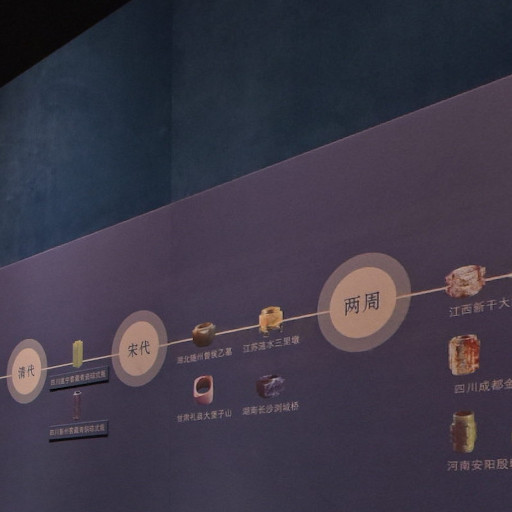 清代
宋代
湖北随州曾侯乙墓
甘肃礼县大堡子山
江苏涟水三里墩
湖南长沙浏城桥
两周
江西新干大
四川成都金
河南安阳殷